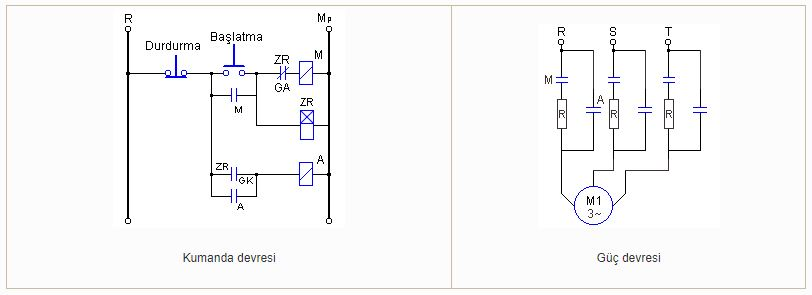 R
Mp
Durdurma
Başlatma
M
ZR
GA
M
ZR
A
ZR
GK
A
Kumanda devresi
R
S
T
M
A
R
R
R
M1
3~
Güç devresi